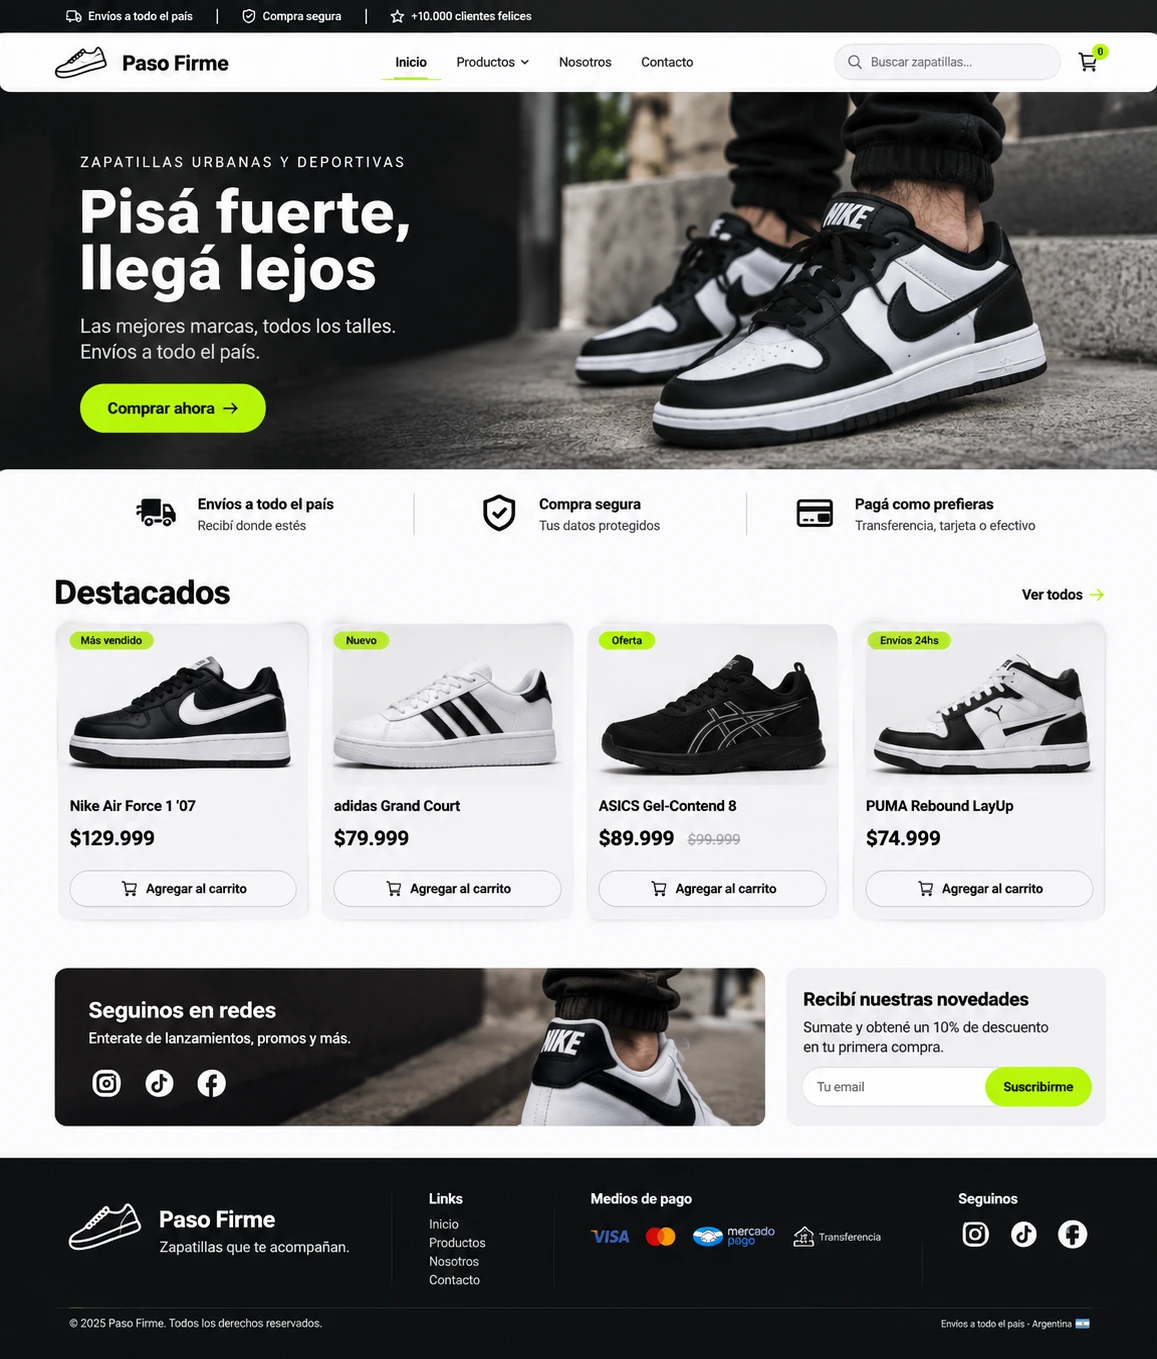 Envíos a todo el país
Compra segura
+10.000 clientes felices
Paso Firme
Inicio
Productos
Nosotros
Contacto
Buscar zapatillas...
0
ZAPATILLAS URBANAS Y DEPORTIVAS
Pisá fuerte,
llegá lejos
Las mejores marcas, todos los talles.
Envíos a todo el país.
Comprar ahora
NIKE
Envíos a todo el país
Recibí donde estés
Compra segura
Tus datos protegidos
Pagá como prefieras
Transferencia, tarjeta o efectivo
Destacados
Ver todos
Más vendido
Nuevo
Oferta
Envíos 24hs
Nike Air Force 1 '07
$129.999
Agregar al carrito
adidas Grand Court
$79.999
Agregar al carrito
ASICS Gel-Contend 8
$89.999 $99.999
Agregar al carrito
PUMA Rebound LayUp
$74.999
Agregar al carrito
Seguinos en redes
Enterate de lanzamientos, promos y más.
NIKE
Recibí nuestras novedades
Sumate y obtené un 10% de descuento
en tu primera compra.
Tu email
Suscribirme
Paso Firme
Zapatillas que te acompañan.
Links
Inicio
Productos
Nosotros
Contacto
Medios de pago
VISA
mercado
pago
Transferencia
Seguinos
© 2025 Paso Firme. Todos los derechos reservados.
Envíos a todo el país - Argentina